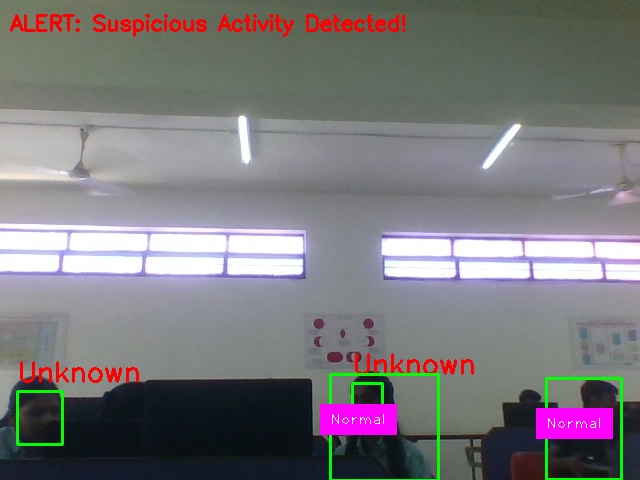 ALERT: Suspicious Activity Detected!
Unknown
Unknown
Normal
Normal